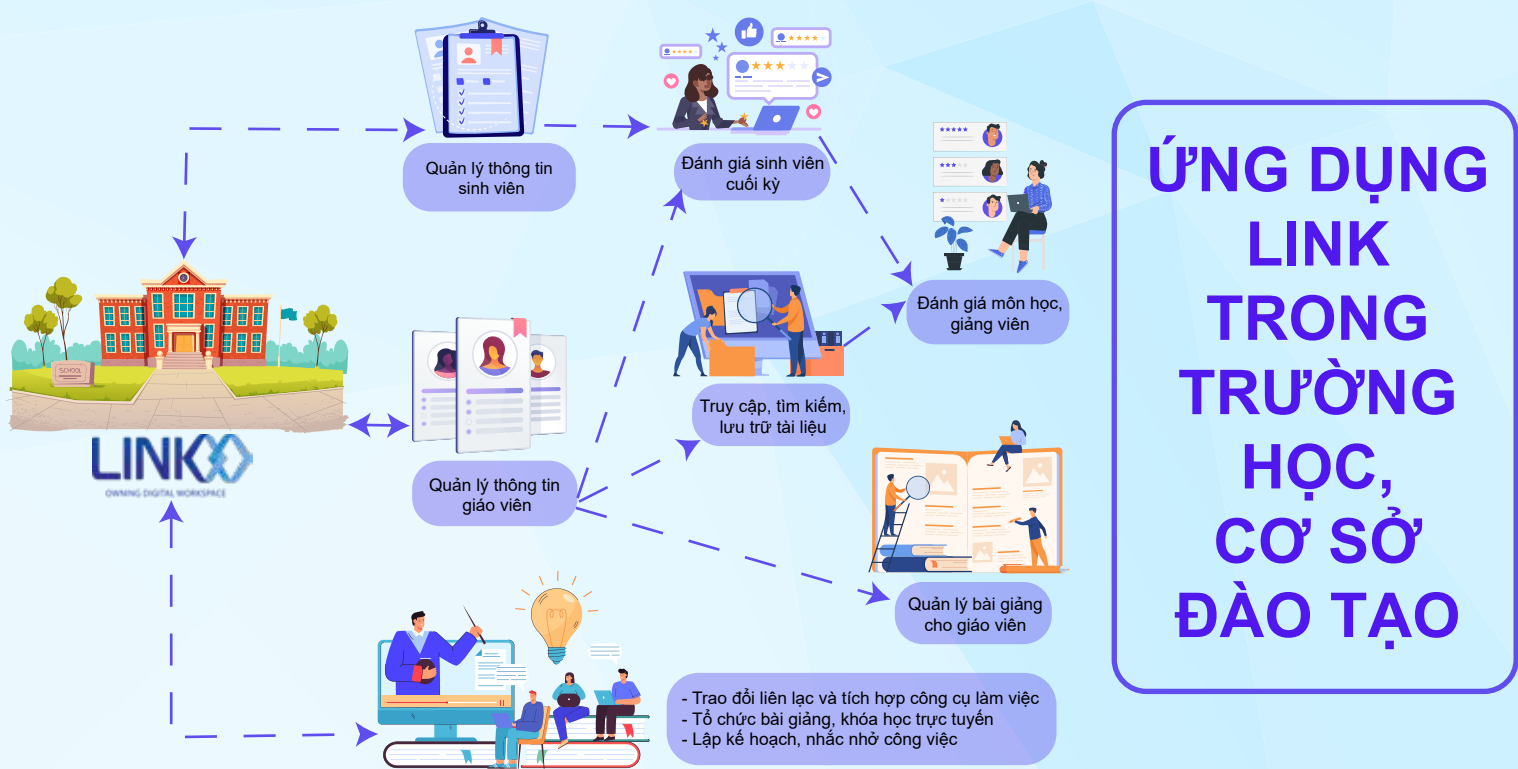 Quản lý thông tin
sinh viên
Đánh giá sinh viên
cuối kỳ
Đánh giá môn học,
giảng viên
SCHOOL
LINK
OWNING DIGITAL WORKSPACE
Quản lý thông tin
giáo viên
Truy cập, tìm kiếm,
lưu trữ tài liệu
Quản lý bài giảng
cho giáo viên
- Trao đổi liên lạc và tích hợp công cụ làm việc
- Tổ chức bài giảng, khóa học trực tuyến
- Lập kế hoạch, nhắc nhở công việc
ỨNG DỤNG
LINK
TRONG
TRƯỜNG
HỌC,
CƠ SỞ
ĐÀO TẠO